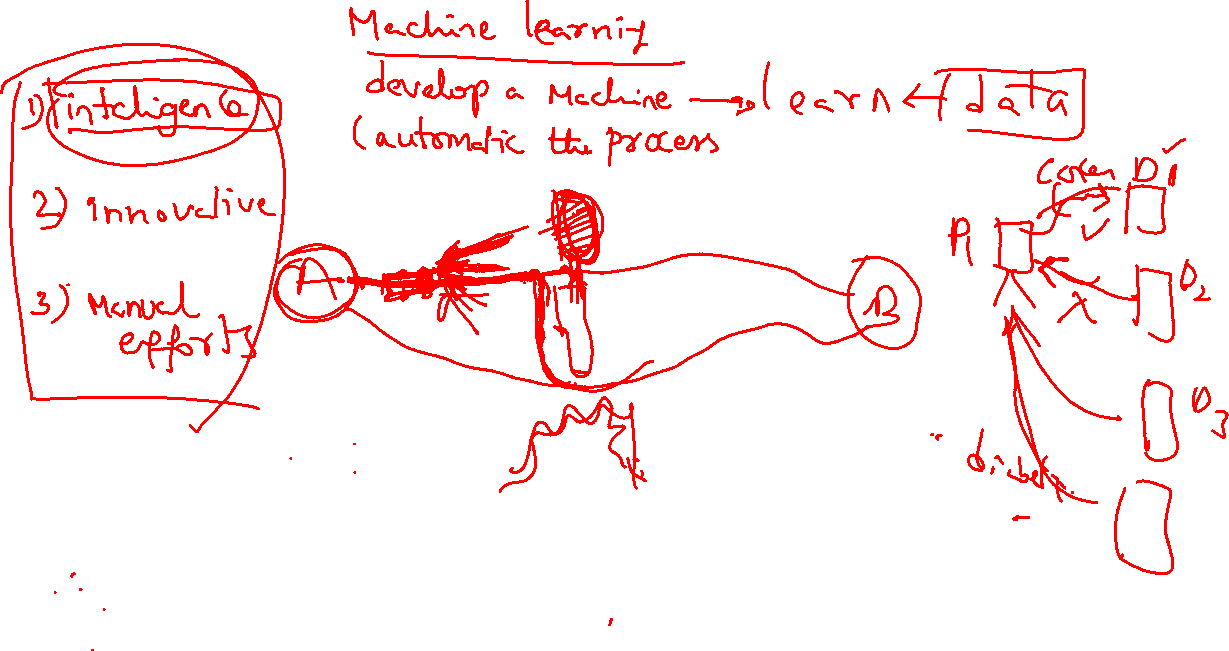 Machine learning
develop a Machine → learn ← data
(automatic the process
1) intelligence
2) innovative
3) Manual
efforts
A
B
D1
P1
D2
D3